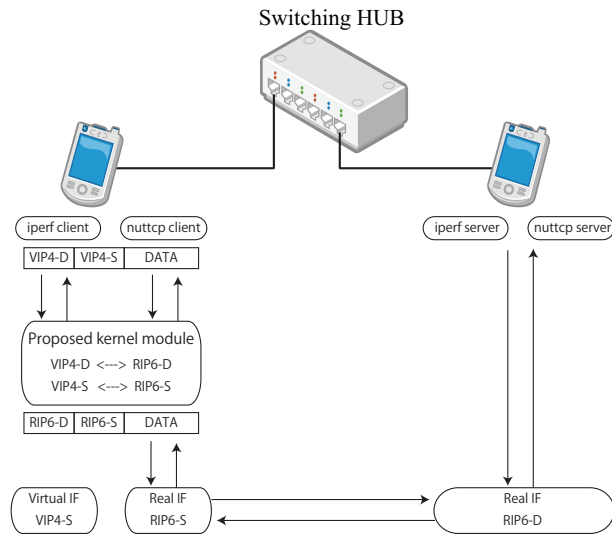 Switching HUB
iperf client
nuttcp client
iperf server
nuttcp server
VIP4-D VIP4-S DATA
Proposed kernel module
VIP4-D <---> RIP6-D
VIP4-S <---> RIP6-S
RIP6-D RIP6-S DATA
Virtual IF
VIP4-S
Real IF
RIP6-S
Real IF
RIP6-D